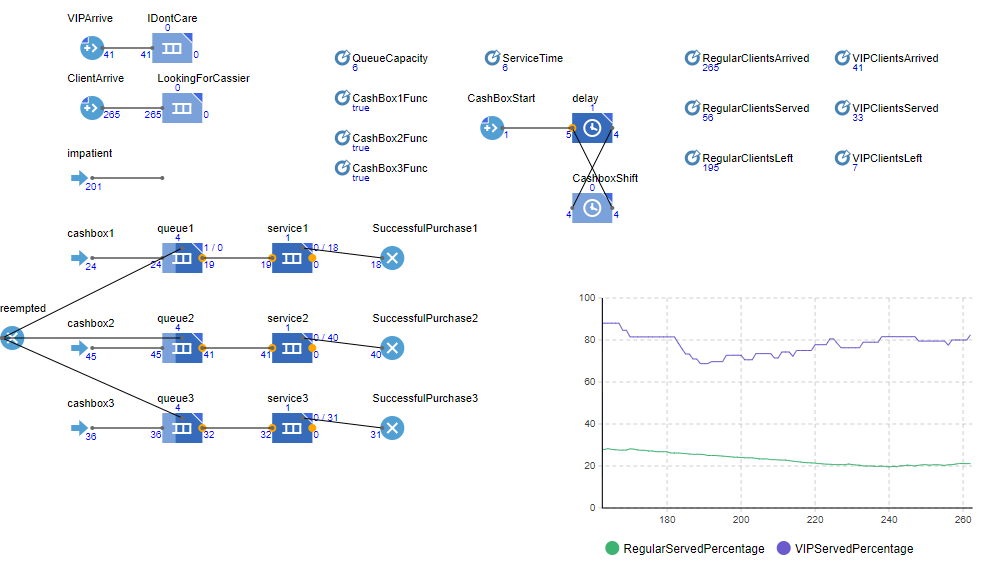 VIPArrive IDontCare
0
41 41 0
QueueCapacity ServiceTime RegularClientsArrived VIPClientsArrived
6 6 265 41
ClientArrive LookingForCassier
0
265 265 0
CashBox1Func CashBoxStart delay RegularClientsServed VIPClientsServed
true 1 56 33
1 5 4
CashBox2Func
true
impatient
201
CashBox3Func CashboxShift RegularClientsLeft VIPClientsLeft
true 0 195 7
4 4
cashbox1 queue1 service1 SuccessfulPurchase1
4 1
1 / 0 0 / 18
24 24 19 19 0 18
reempted
cashbox2 queue2 service2 SuccessfulPurchase2
4 1
0 / 40
45 45 41 41 0 40
cashbox3 queue3 service3 SuccessfulPurchase3
4 1
0 / 31
36 36 32 32 0 31
100
80
60
40
20
0
180 200 220 240 260
RegularServedPercentage VIPServedPercentage